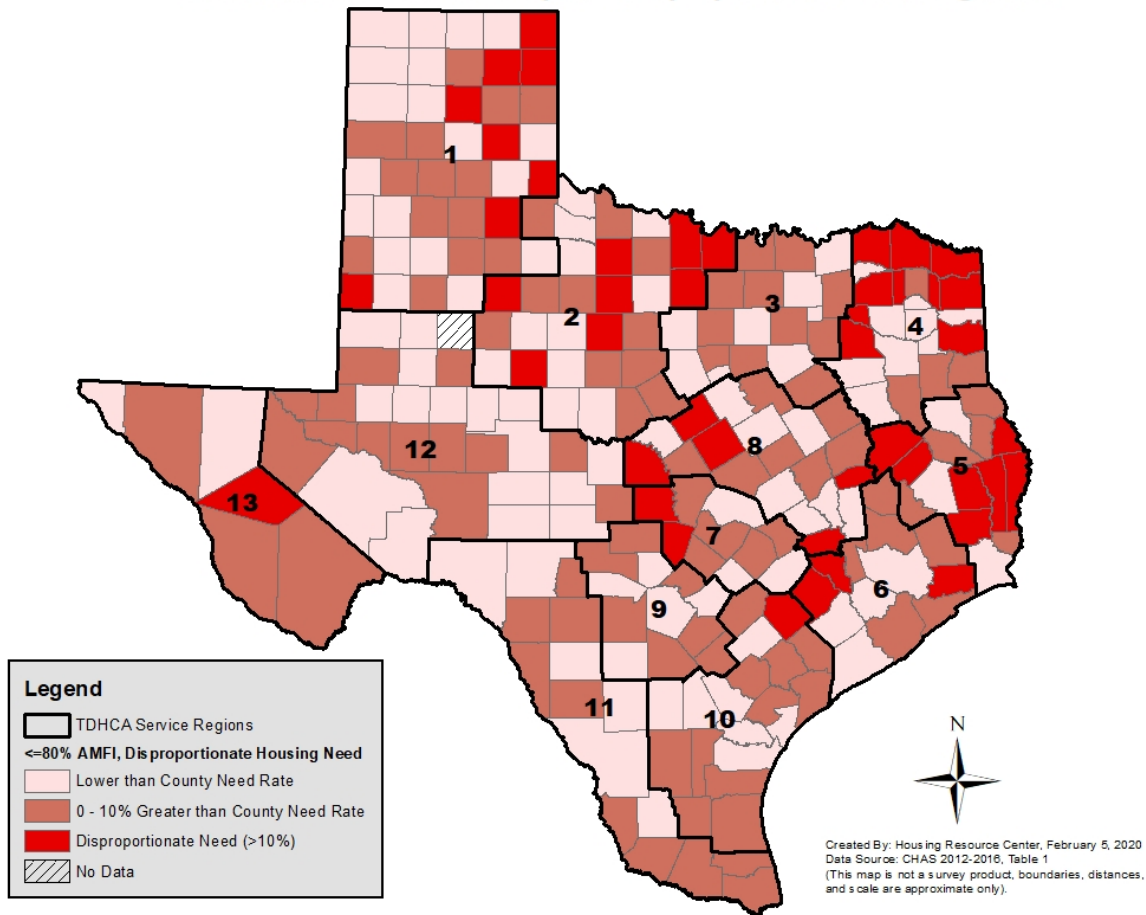 1
2
3
4
5
6
7
8
9
10
11
12
13
Legend
TDHCA Service Regions
<=80% AMFI, Disproportionate Housing Need
Lower than County Need Rate
0 - 10% Greater than County Need Rate
Disproportionate Need (>10%)
No Data
N
Created By: Housing Resource Center, February 5, 2020
Data Source: CHAS 2012-2016, Table 1
(This map is not a survey product, boundaries, distances,
and scale are approximate only).